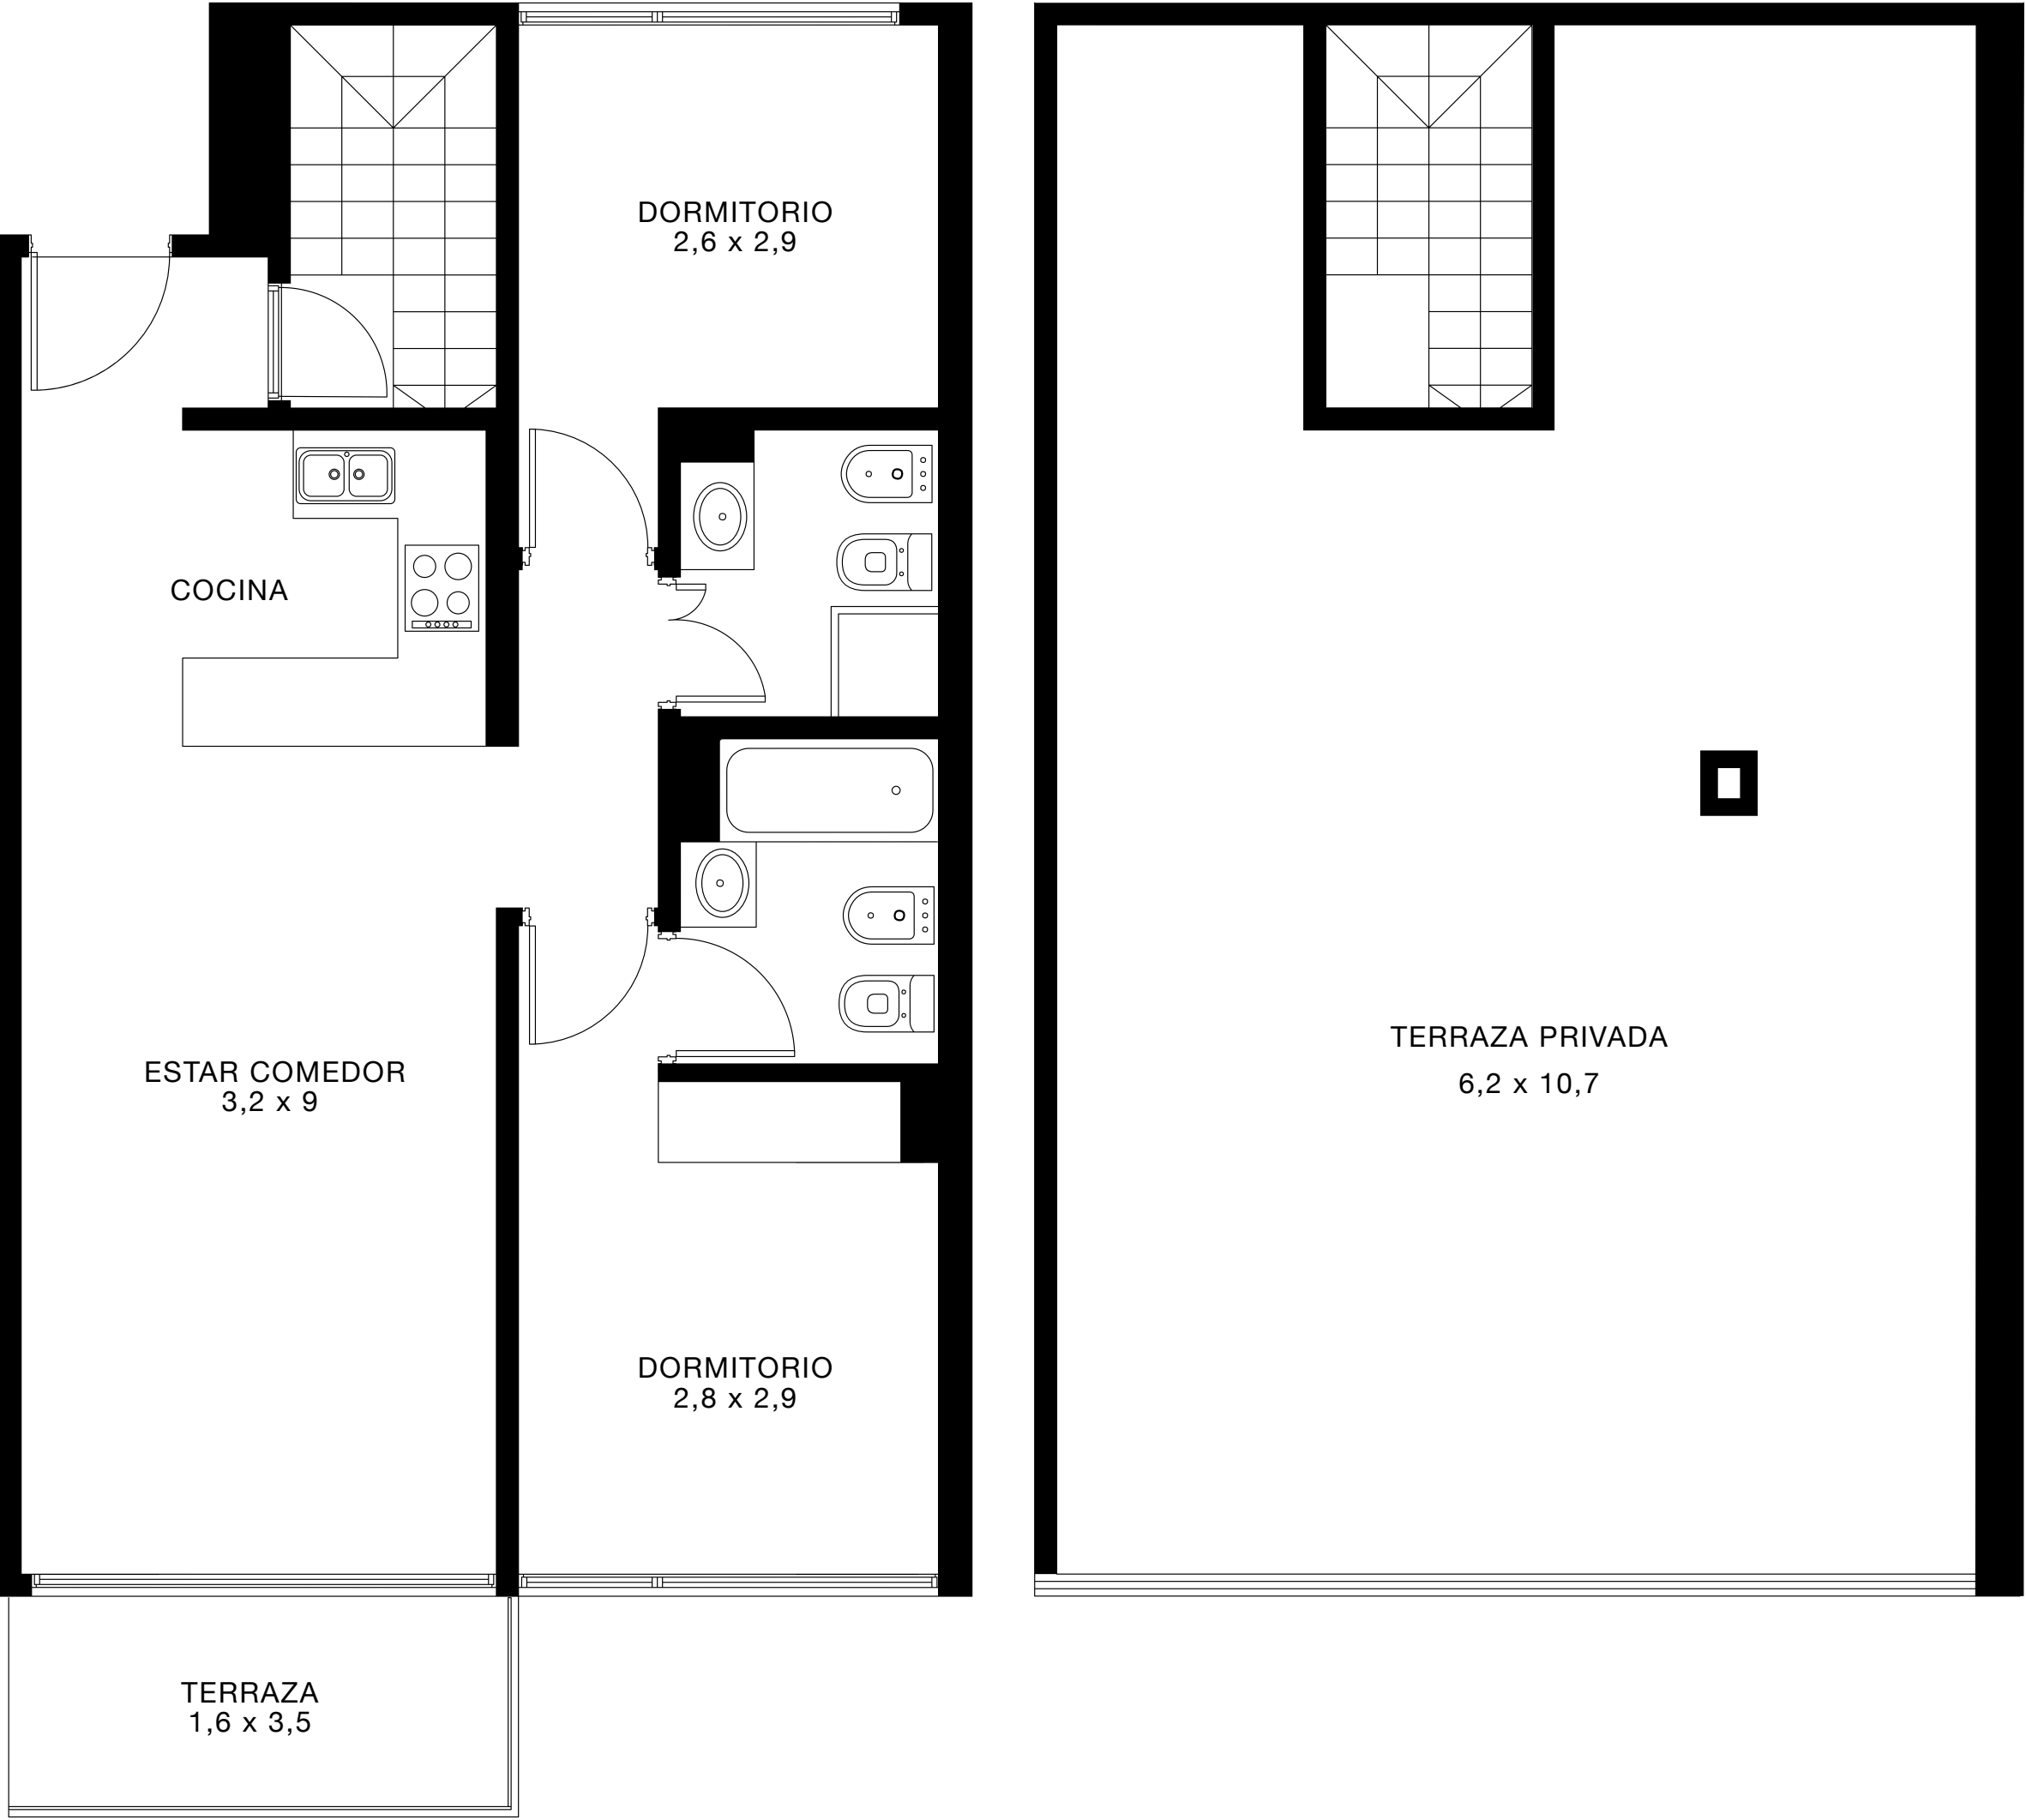 DORMITORIO
2,6 x 2,9
COCINA
ESTAR COMEDOR
3,2 x 9
DORMITORIO
2,8 x 2,9
TERRAZA
1,6 x 3,5
TERRAZA PRIVADA
6,2 x 10,7